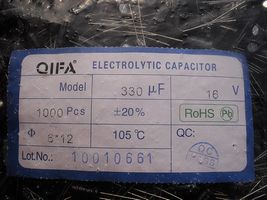 QIFA ELECTROLYTIC CAPACITOR
Model 330 μF 16 V
1000 Pcs ±20% RoHS Pb
Φ 6*12 105℃ QC:
Lot.No.: 10010661 QC